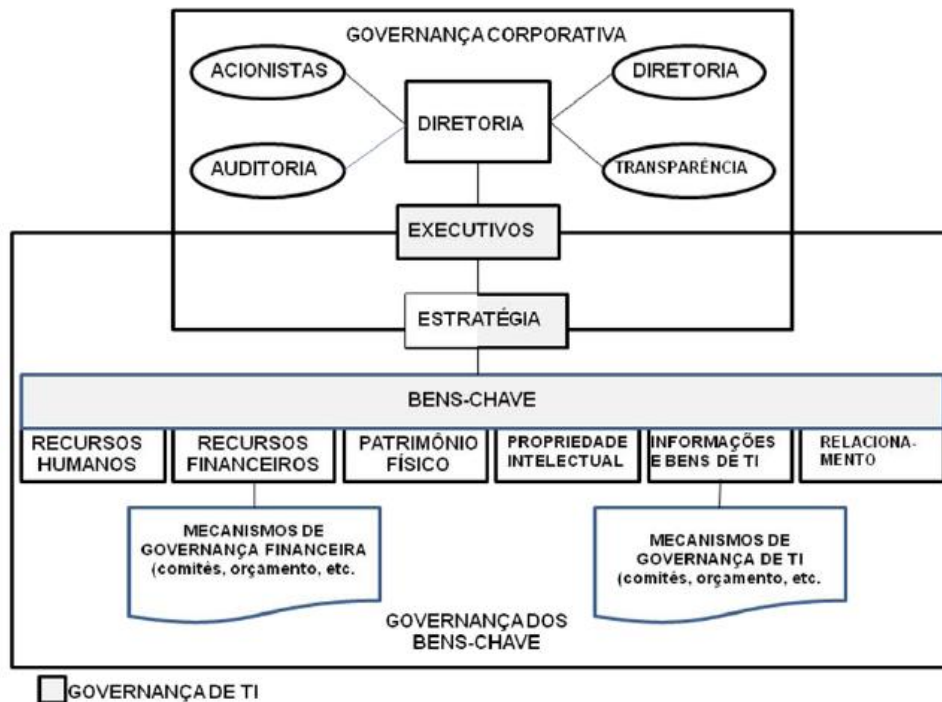 GOVERNANÇA CORPORATIVA
ACIONISTAS
DIRETORIA
DIRETORIA
AUDITORIA
TRANSPARÊNCIA
EXECUTIVOS
ESTRATÉGIA
BENS-CHAVE
RECURSOS
HUMANOS
RECURSOS
FINANCEIROS
PATRIMÔNIO
FÍSICO
PROPRIEDADE
INTELECTUAL
INFORMAÇÕES
E BENS DE TI
RELACIONA-
MENTO
MECANISMOS DE
GOVERNANÇA FINANCEIRA
(comitês, orçamento, etc.
MECANISMOS DE
GOVERNANÇA DE TI
(comitês, orçamento, etc.
GOVERNANÇA DOS
BENS-CHAVE
GOVERNANÇA DE TI